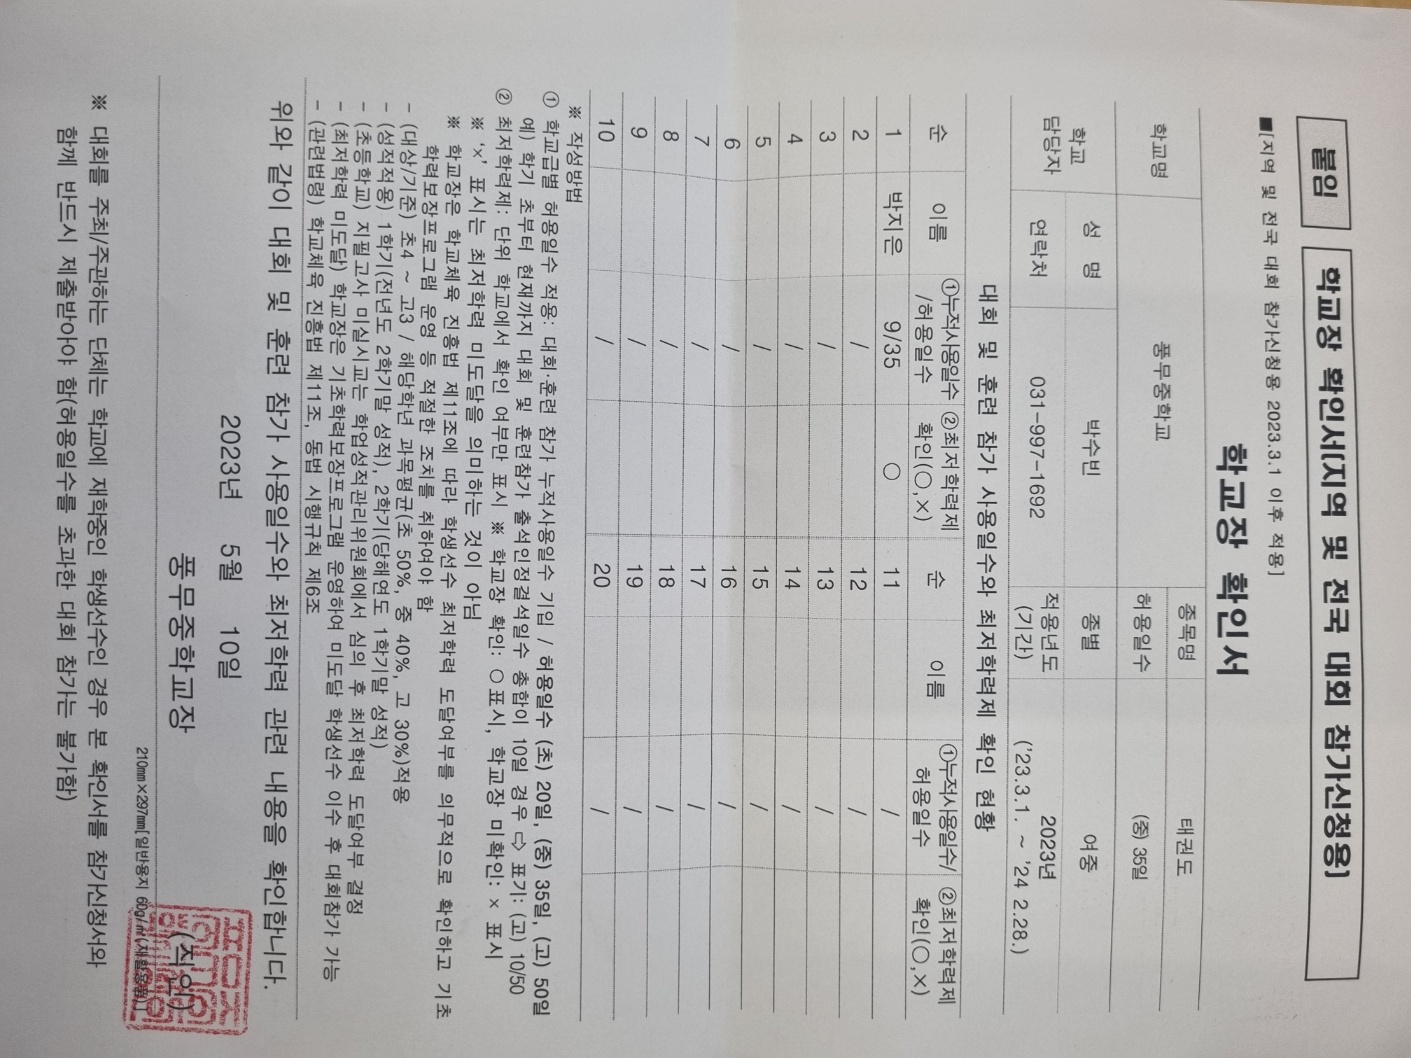 붙임 학교장 확인서(지역 및 전국 대회 참가신청용)
■[지역 및 전국 대회 참가신청용 2023.3.1 이후 적용]
학교장 확인서
학교명 풍무중학교 종목명 태권도
허용일수 (중) 35일
학교 담당자 성 명 박수빈 종별 여중
연락처 031-997-1692 적용년도 (기간) 2023년 ('23.3.1. ~ '24 2.28.)
대회 및 훈련 참가 사용일수와 최저학력제 확인 현황
순 이름 ①누적사용일수 /허용일수 ②최저학력제 확인(○,×) 순 이름 ①누적사용일수/ 허용일수 ②최저학력제 확인(○,×)
1 박지은 9/35 ○ 11 /
2 / 12 /
3 / 13 /
4 / 14 /
5 / 15 /
6 / 16 /
7 / 17 /
8 / 18 /
9 / 19 /
10 / 20 /
※ 작성방법
① 학교급별 허용일수 적용: 대회·훈련 참가 누적사용일수 기입 / 허용일수 (초) 20일, (중) 35일, (고) 50일
예) 학기 초부터 현재까지 대회 및 훈련참가 출석인정결석일수 총합이 10일 경우 ⇨ 표기: (고) 10/50
② 최저학력제: 단위 학교에서 확인 여부만 표시 ※ 학교장 확인: ○ 표시, 학교장 미확인: × 표시
※ '×' 표시는 최저학력 미도달을 의미하는 것이 아님
※ 학교장은 학교체육 진흥법 제11조에 따라 학생선수 최저학력 도달여부를 의무적으로 확인하고 기초
학력보장프로그램 운영 등 적절한 조치를 취하여야 함
- (대상/기준) 초4 ~ 고3 / 해당학년 과목평균(초 50%, 중 40%, 고 30%)적용
- (성적적용) 1학기(전년도 2학기말 성적), 2학기(당해연도 1학기말 성적)
- (초등학교) 지필고사 미실시교는 학업성적관리위원회에서 심의 후 최저학력 도달여부 결정
- (최저학력 미도달) 학교장은 기초학력보장프로그램 운영하여 미도달 학생선수 이수 후 대회참가 가능
- (관련법령) 학교체육 진흥법 제11조, 동법 시행규칙 제6조
위와 같이 대회 및 훈련 참가 사용일수와 최저학력 관련 내용을 확인합니다.
2023년 5월 10일
풍무중학교장 (직인)
210mm×297mm[일반용지 60g/㎡(재활용품)]
※ 대회를 주최/주관하는 단체는 학교에 재학중인 학생선수인 경우 본 확인서를 참가신청서와
함께 반드시 제출받아야 함(허용일수를 초과한 대회 참가는 불가함)